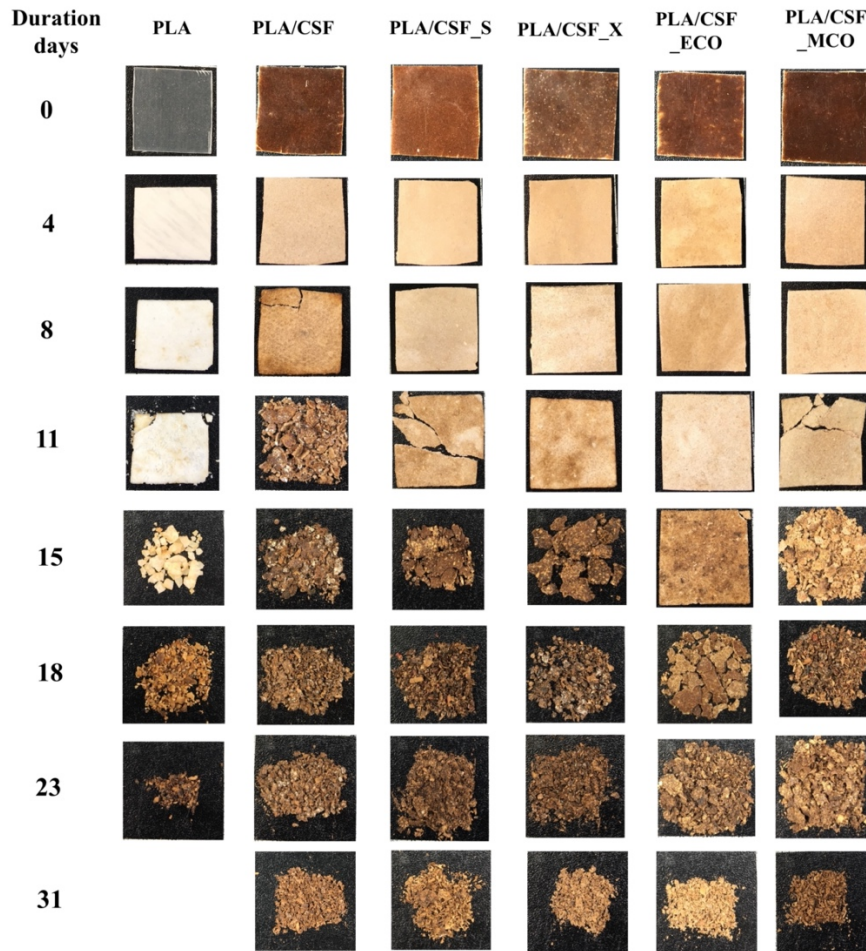 Duration days
PLA
PLA/CSF
PLA/CSF_S
PLA/CSF_X
PLA/CSF _ECO
PLA/CSF _MCO
0
4
8
11
15
18
23
31